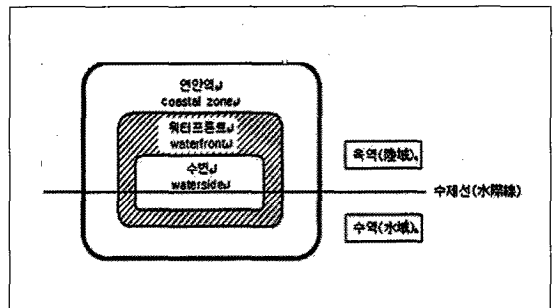 연안역↲
coastal zone↲
워터프론트↲
waterfront↲
수변↲
waterside↲
육역(陸域)↲
수제선(水際線)
수역(水域)↲